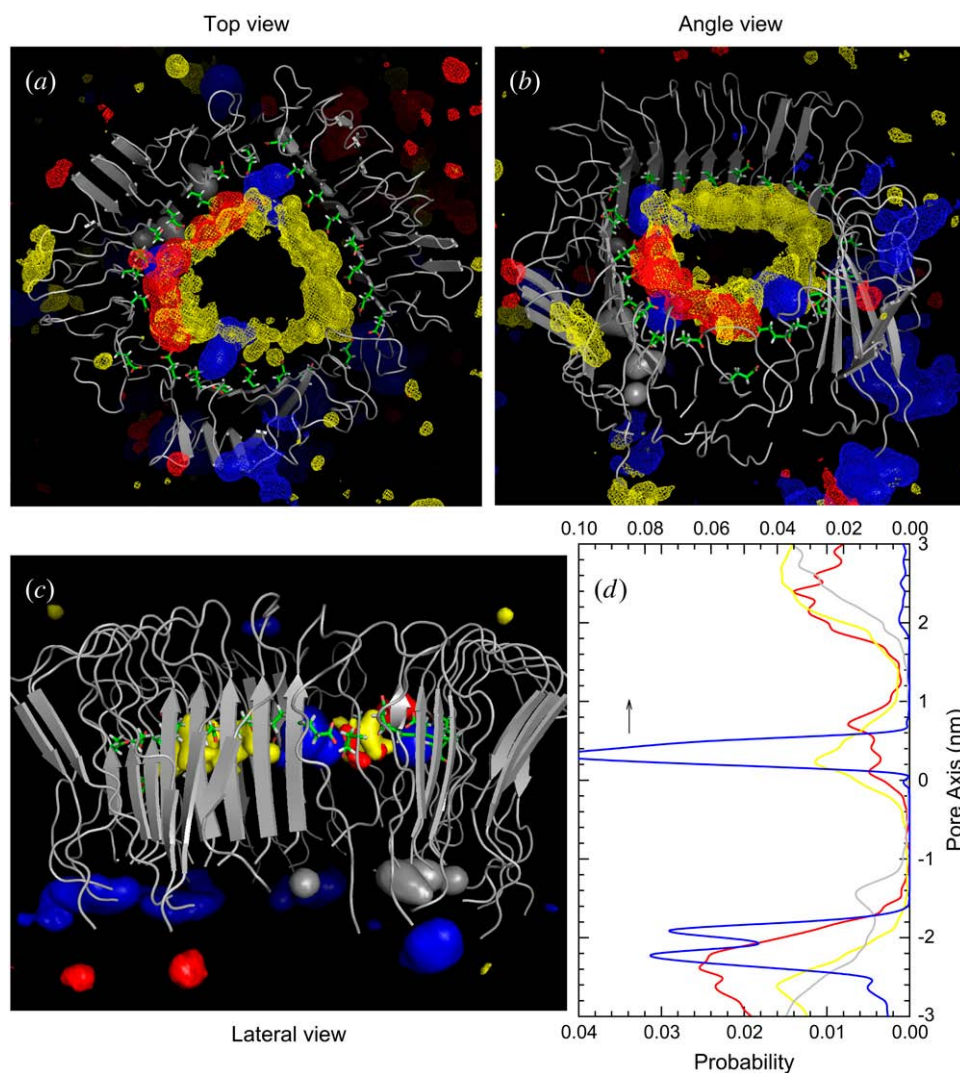 Top view
Angle view
(a)
(b)
(c)
(d)
0.10 0.08 0.06 0.04 0.02 0.00
3
2
1
0
-1
-2
-3
Pore Axis (nm)
0.04 0.03 0.02 0.01 0.00
Probability
Lateral view